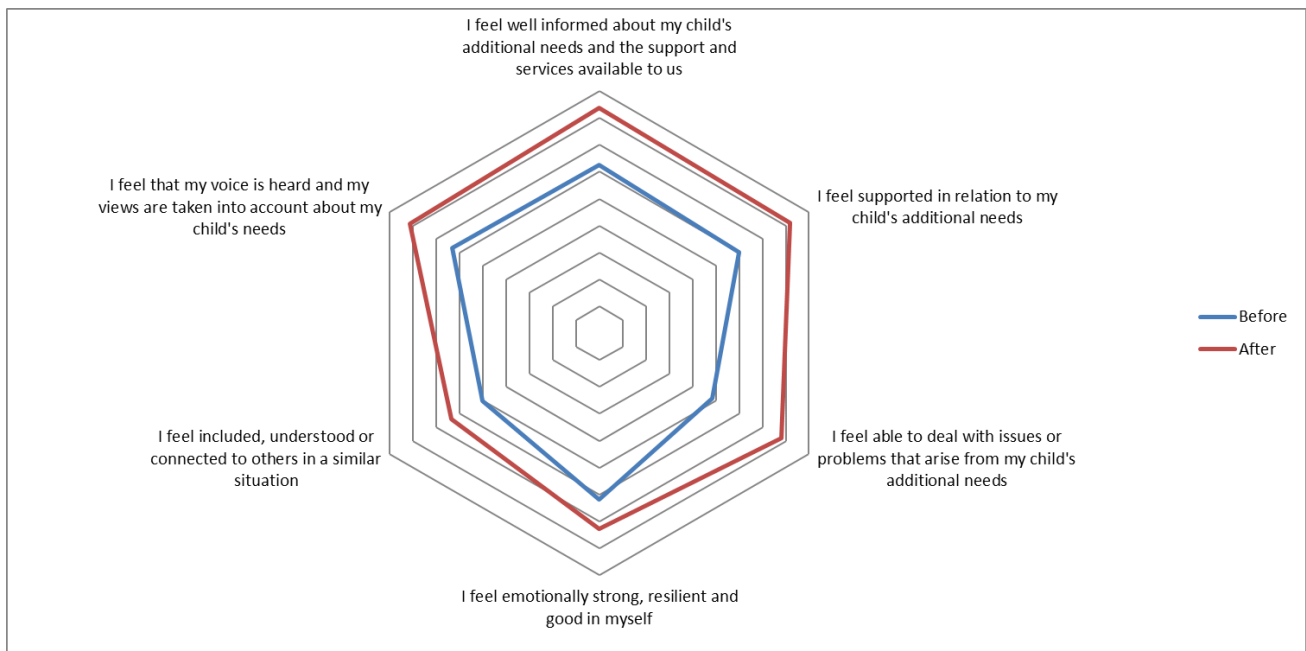 I feel well informed about my child's
additional needs and the support and
services available to us
I feel that my voice is heard and my
views are taken into account about my
child's needs
I feel supported in relation to my
child's additional needs
Before
After
I feel included, understood or
connected to others in a similar
situation
I feel able to deal with issues or
problems that arise from my child's
additional needs
I feel emotionally strong, resilient and
good in myself